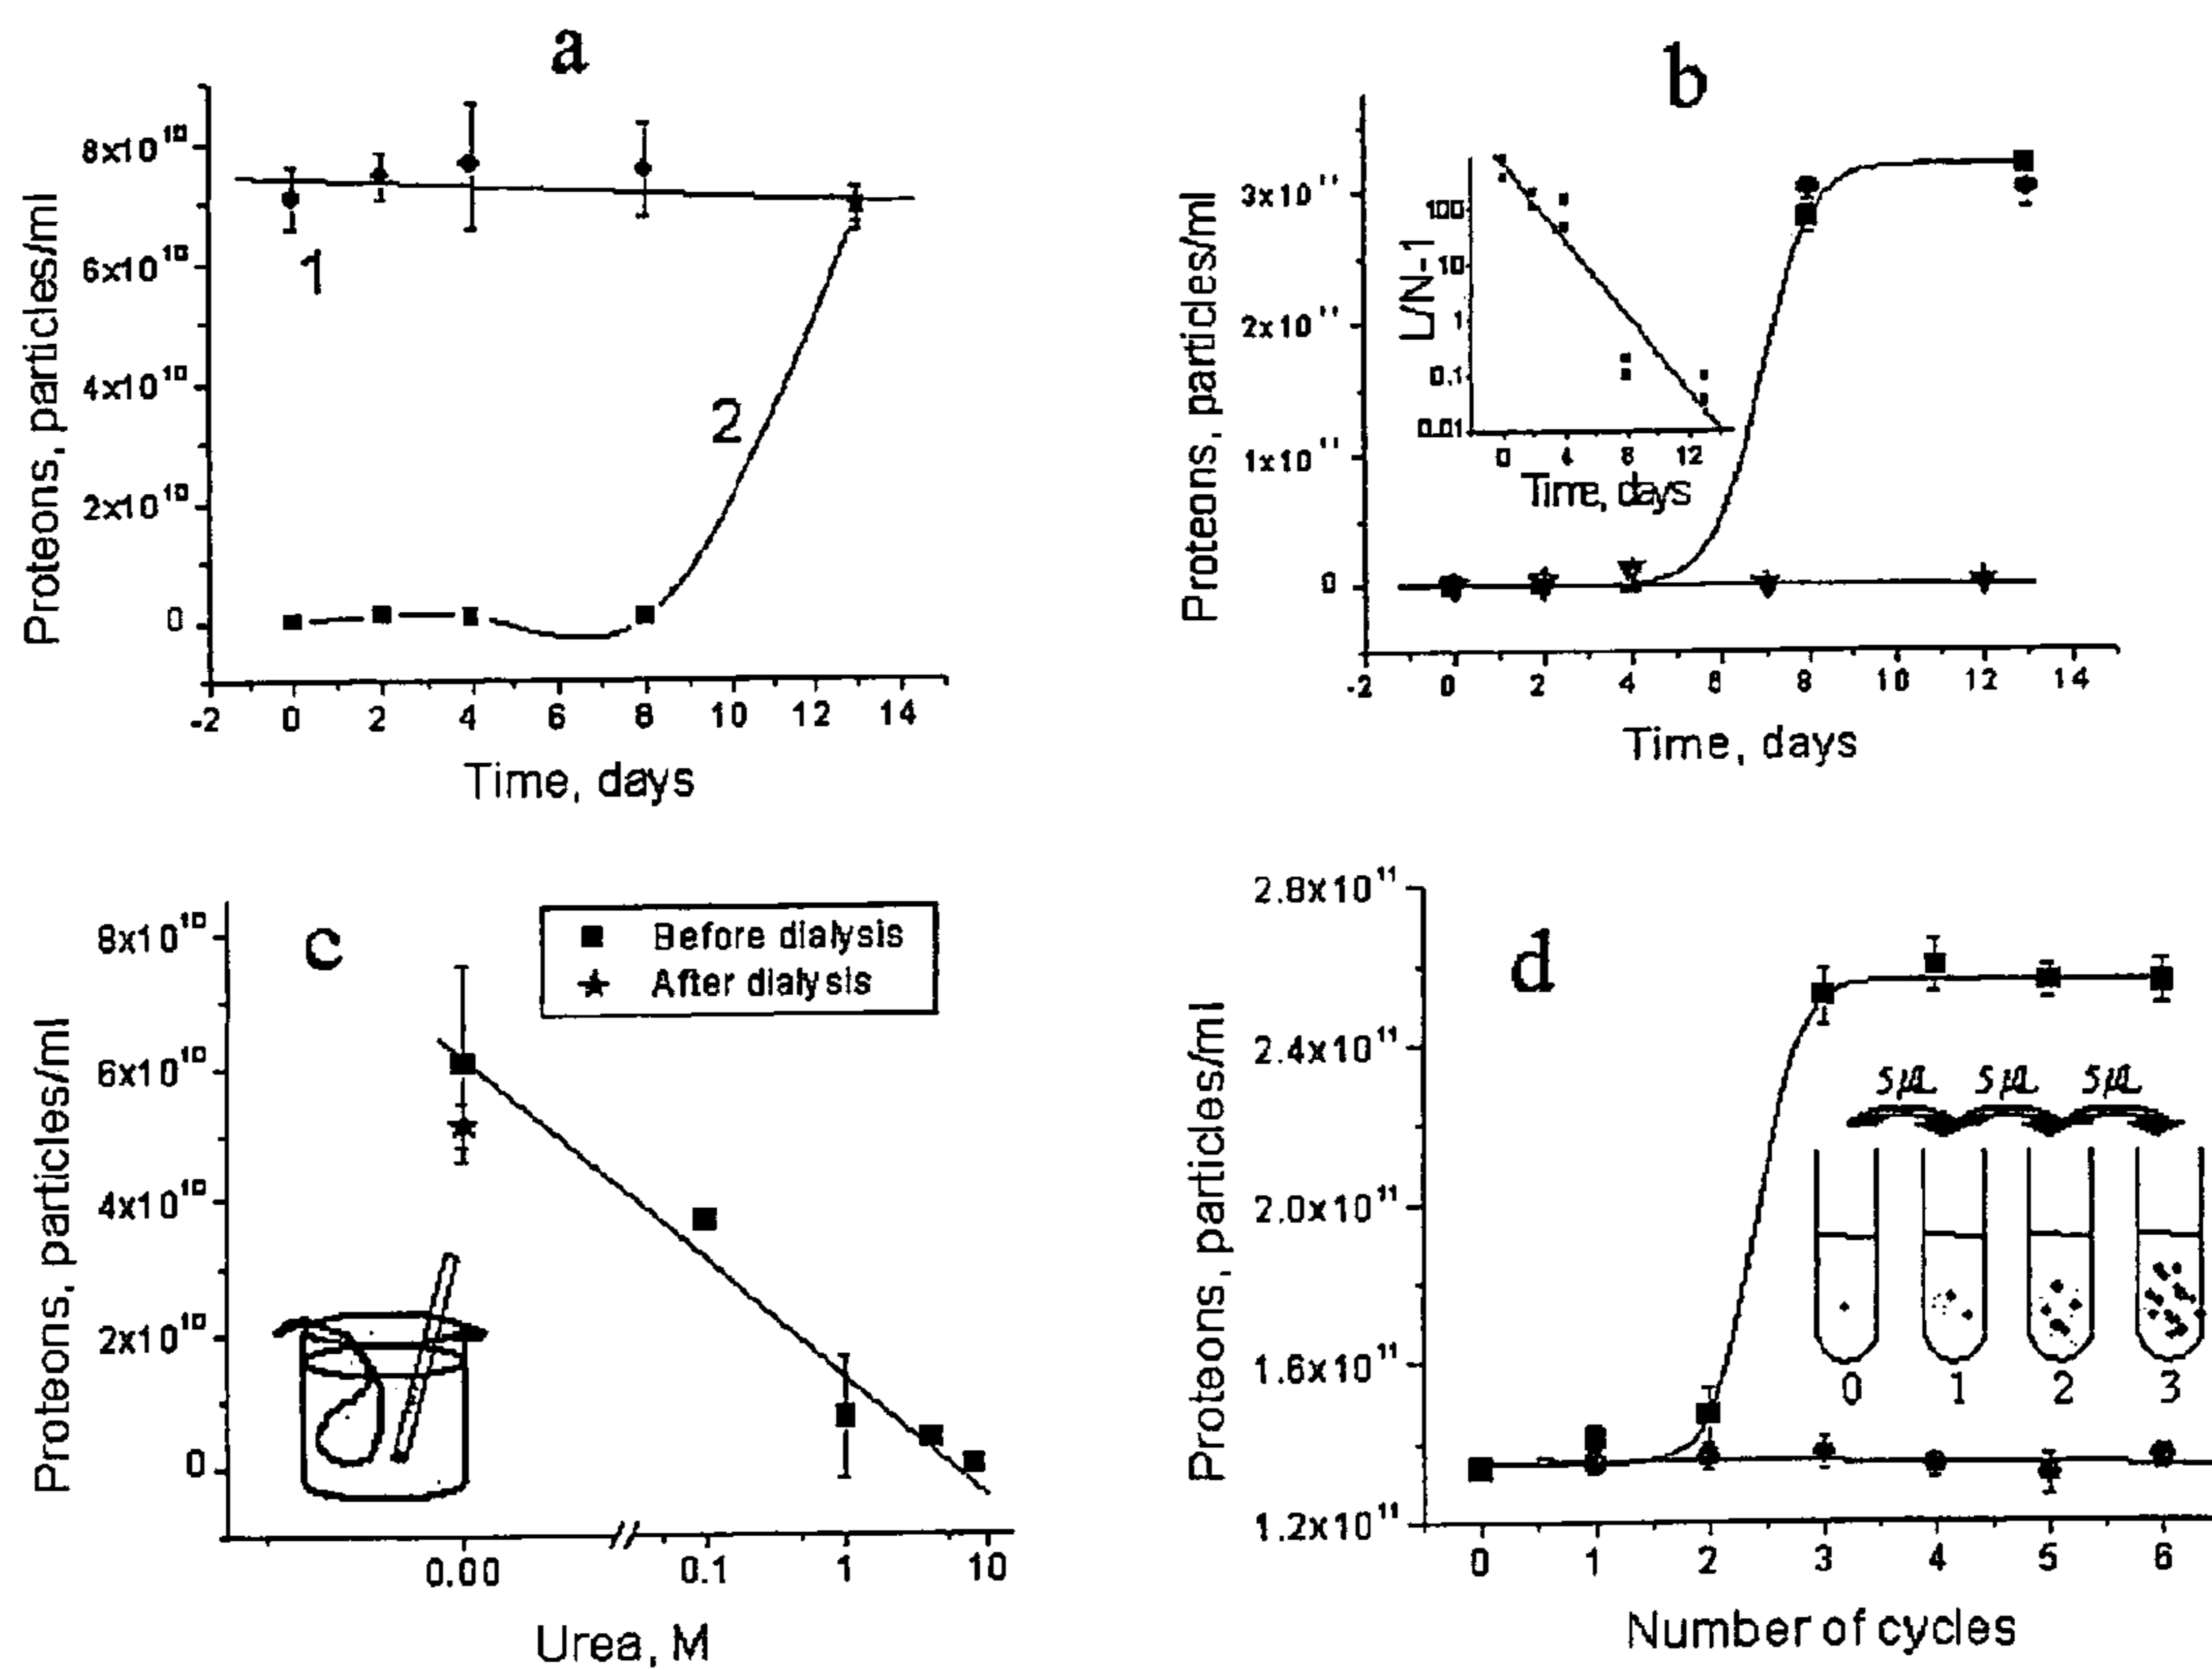 a
Proteons, particles/ml
8x10¹⁰
6x10¹⁰
4x10¹⁰
2x10¹⁰
0
1
2
-2 0 2 4 6 8 10 12 14
Time, days
b
Proteons, particles/ml
3x10¹¹
2x10¹¹
1x10¹¹
0
L/N-1
100
10
1
0.1
0.01
0 4 8 12
Time, days
-2 0 2 4 6 8 10 12 14
Time, days
c
Proteons, particles/ml
8x10¹⁰
6x10¹⁰
4x10¹⁰
2x10¹⁰
0
Before dialysis
After dialysis
0.00 0.1 1 10
Urea, M
d
Proteons, particles/ml
2.8x10¹¹
2.4x10¹¹
2.0x10¹¹
1.6x10¹¹
1.2x10¹¹
5µL 5µL 5µL
0 1 2 3
0 1 2 3 4 5 6
Number of cycles